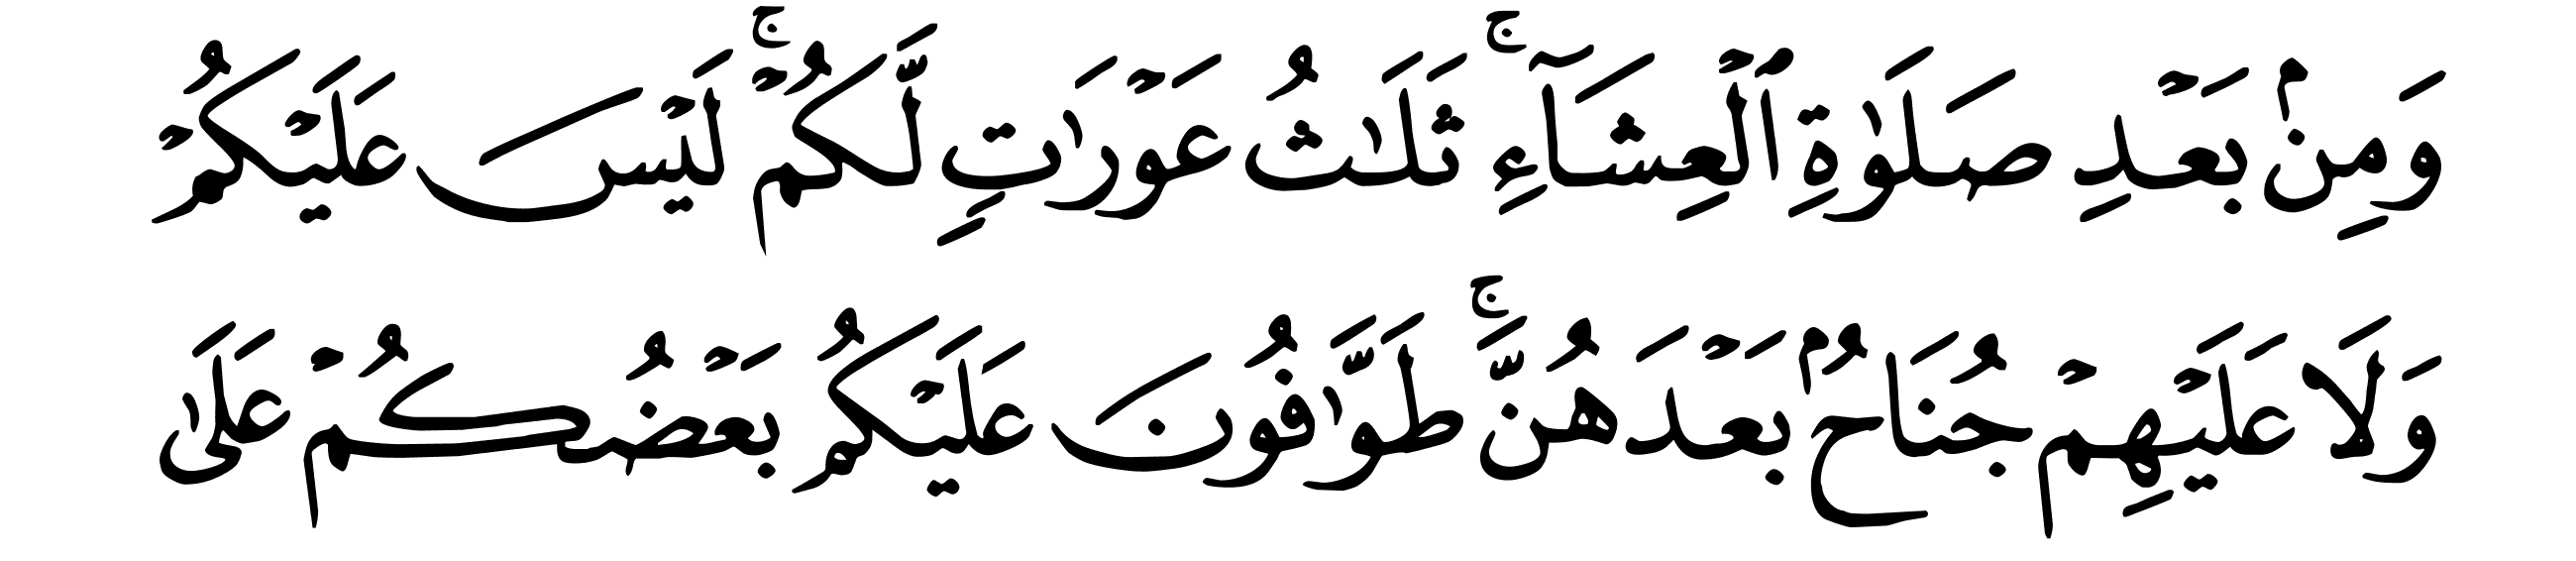 وَمِنۢ بَعْدِ صَلَوٰةِ ٱلْعِشَآءِ ۚ ثَلَٰثُ عَوْرَٰتٍ لَّكُمْ ۚ لَيْسَ عَلَيْكُمْ
وَلَا عَلَيْهِمْ جُنَاحٌۢ بَعْدَهُنَّ ۚ طَوَّٰفُونَ عَلَيْكُم بَعْضُكُمْ عَلَىٰ